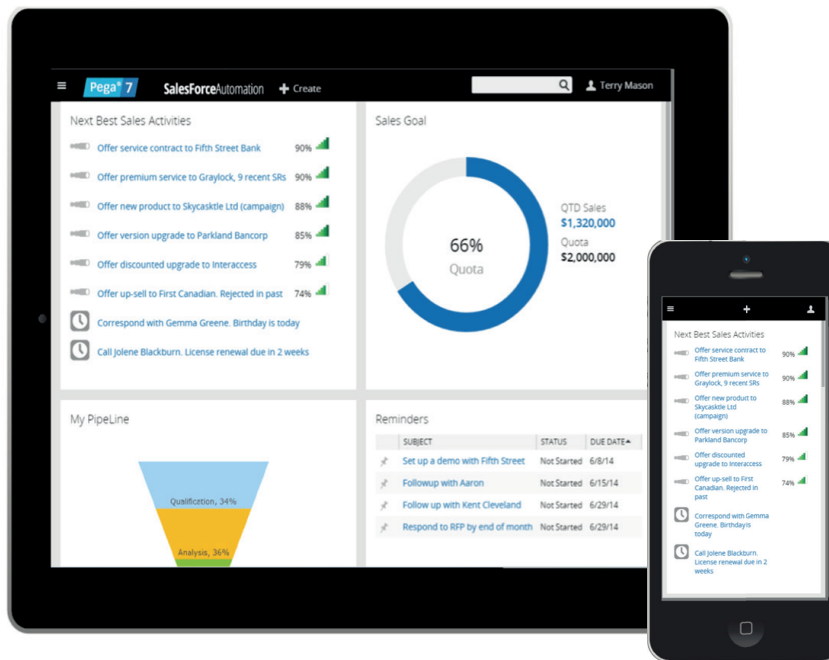 Pega® 7
SalesForceAutomation
Create
Terry Mason
Next Best Sales Activities
Offer service contract to Fifth Street Bank 90%
Offer premium service to Graylock, 9 recent SRs 90%
Offer new product to Skycasktle Ltd (campaign) 88%
Offer version upgrade to Parkland Bancorp 85%
Offer discounted upgrade to Interaccess 79%
Offer up-sell to First Canadian. Rejected in past 74%
Correspond with Gemma Greene. Birthday is today
Call Jolene Blackburn. License renewal due in 2 weeks
Sales Goal
66%
Quota
QTD Sales
$1,320,000
Quota
$2,000,000
My PipeLine
Qualification, 34%
Analysis, 36%
Reminders
SUBJECT STATUS DUE DATE
Set up a demo with Fifth Street Not Started 6/8/14
Followup with Aaron Not Started 6/15/14
Follow up with Kent Cleveland Not Started 6/29/14
Respond to RFP by end of month Not Started 6/29/14
Next Best Sales Activities
Offer service contract to
Fifth Street Bank 90%
Offer premium service to
Graylock, 9 recent SRs 90%
Offer new product to
Skycasktle Ltd 88%
(campaign)
Offer version upgrade to
Parkland Bancorp 85%
Offer discounted
upgrade to Interaccess 79%
Offer up-sell to First
Canadian. Rejected in 74%
past
Correspond with Gemma
Greene. Birthday is
today
Call Jolene Blackburn.
License renewal due in 2
weeks